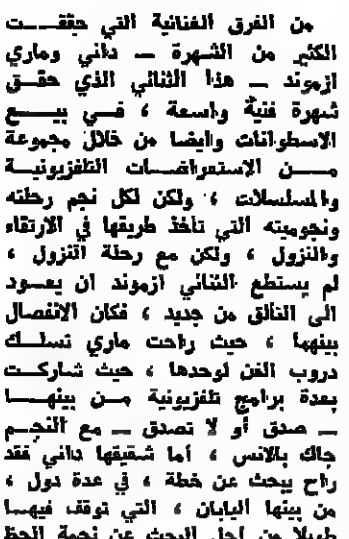 من الفرق الغنائية التي حققت
الكثير من الشهرة ــ داني وماري
ازموند ــ هذا الثنائي الذي حقق
شهرة فنية واسعة ، في بيع
الاسطوانات وايضا من خلال مجموعة
من الاستعراضات التلفزيونية
والمسلسلات ، ولكن لكل نجم رحلته
ونجوميته التي تأخذ طريقها في الارتقاء
والنزول ، ولكن مع رحلة النزول ،
لم يستطع الثنائي ازموند ان يعود
الى التألق من جديد ، فكان الانفصال
بينهما ، حيث راحت ماري تسلك
دروب الفن لوحدها ، حيث شاركت
بعدة برامج تلفزيونية من بينها
ــ صدق أو لا تصدق ــ مع النجم
جاك بالانس ، أما شقيقها داني فقد
راح يبحث عن خطة ، في عدة دول ،
من بينها اليابان ، التي توقف فيها
طويلا من اجل البحث عن نجمة الحظ